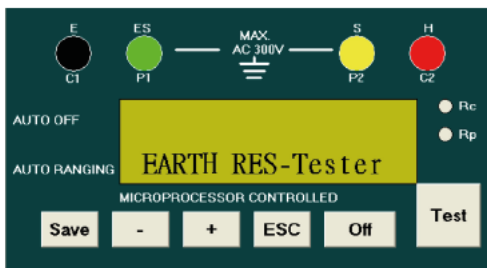 E ES MAX. S H
AC 300V
C1 P1 P2 C2
AUTO OFF
Rc
Rp
AUTO RANGING
EARTH RES-Tester
MICROPROCESSOR CONTROLLED
Save - + ESC Off Test